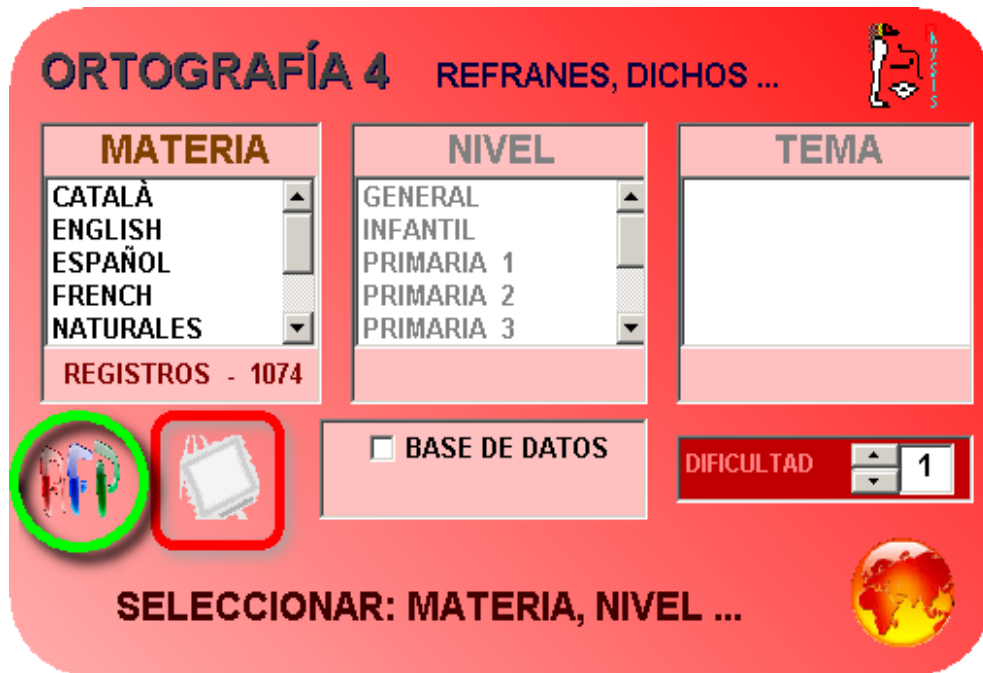 ORTOGRAFÍA 4 REFRANES, DICHOS ...
Physis
MATERIA
CATALÀ
ENGLISH
ESPAÑOL
FRENCH
NATURALES
REGISTROS - 1074
NIVEL
GENERAL
INFANTIL
PRIMARIA 1
PRIMARIA 2
PRIMARIA 3
TEMA
BASE DE DATOS
DIFICULTAD 1
SELECCIONAR: MATERIA, NIVEL ...